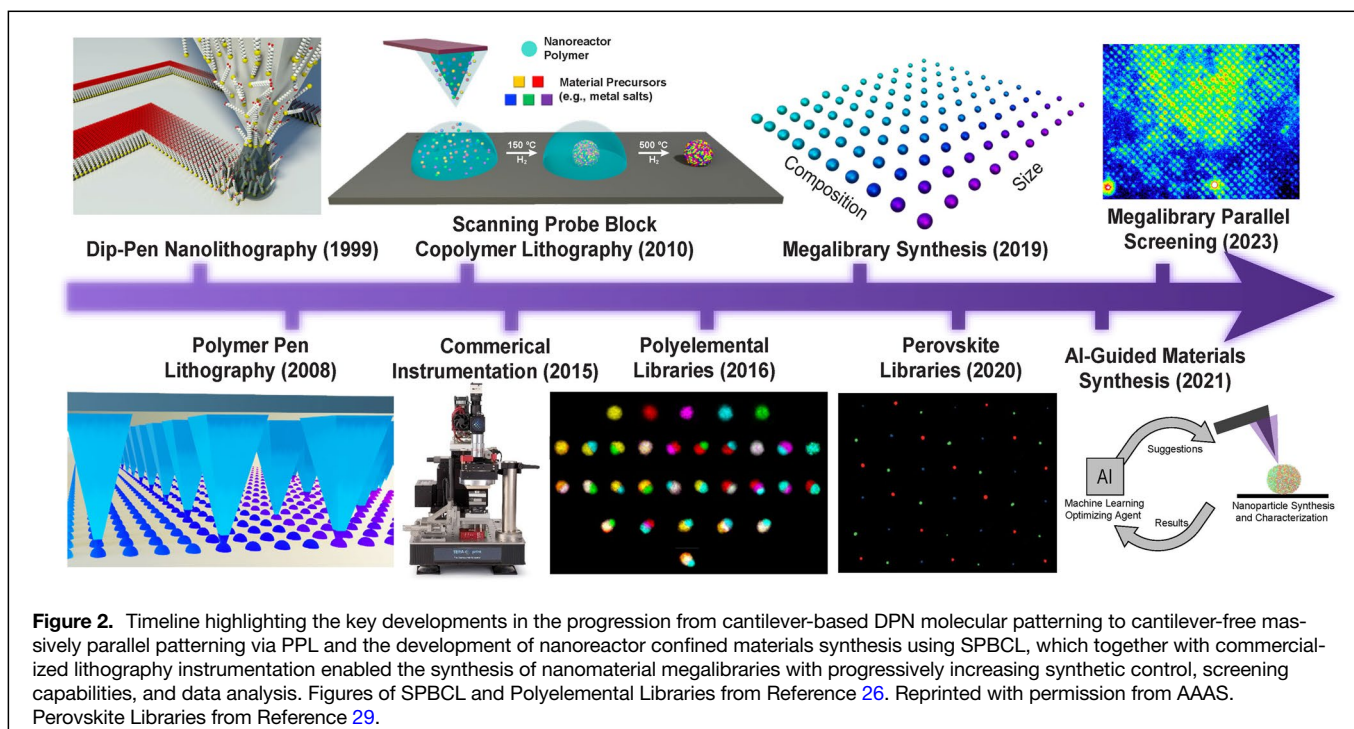 Nanoreactor
Polymer
Material Precursors
(e.g., metal salts)
150 ºC
H₂
500 ºC
H₂
Composition
Size
Dip-Pen Nanolithography (1999)
Scanning Probe Block
Copolymer Lithography (2010)
Megalibrary Synthesis (2019)
Megalibrary Parallel
Screening (2023)
Polymer Pen
Lithography (2008)
Commerical
Instrumentation (2015)
Polyelemental
Libraries (2016)
Perovskite
Libraries (2020)
AI-Guided Materials
Synthesis (2021)
Suggestions
AI
Machine Learning
Optimizing Agent
Results
Nanoparticle Synthesis
and Characterization
Figure 2. Timeline highlighting the key developments in the progression from cantilever-based DPN molecular patterning to cantilever-free mas-
sively parallel patterning via PPL and the development of nanoreactor confined materials synthesis using SPBCL, which together with commercial-
ized lithography instrumentation enabled the synthesis of nanomaterial megalibraries with progressively increasing synthetic control, screening
capabilities, and data analysis. Figures of SPBCL and Polyelemental Libraries from Reference 26. Reprinted with permission from AAAS.
Perovskite Libraries from Reference 29.